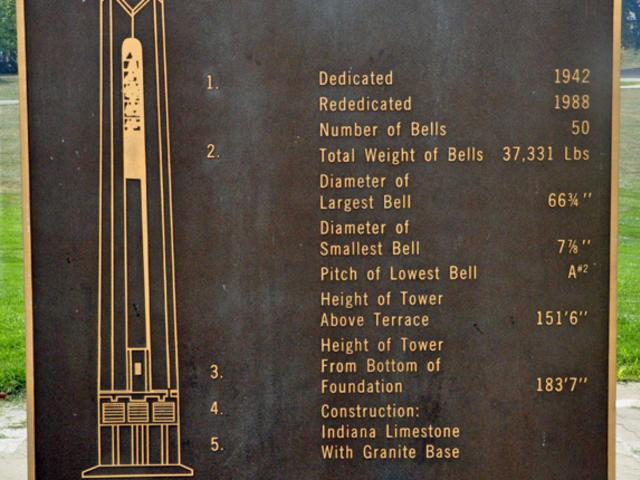 1.
Dedicated 1942
Rededicated 1988
Number of Bells 50
2.
Total Weight of Bells 37,331 Lbs
Diameter of
Largest Bell 66¾"
Diameter of
Smallest Bell 7⅞"
Pitch of Lowest Bell A#2
Height of Tower
Above Terrace 151'6"
Height of Tower
3.
From Bottom of
Foundation 183'7"
4.
Construction:
Indiana Limestone
5.
With Granite Base